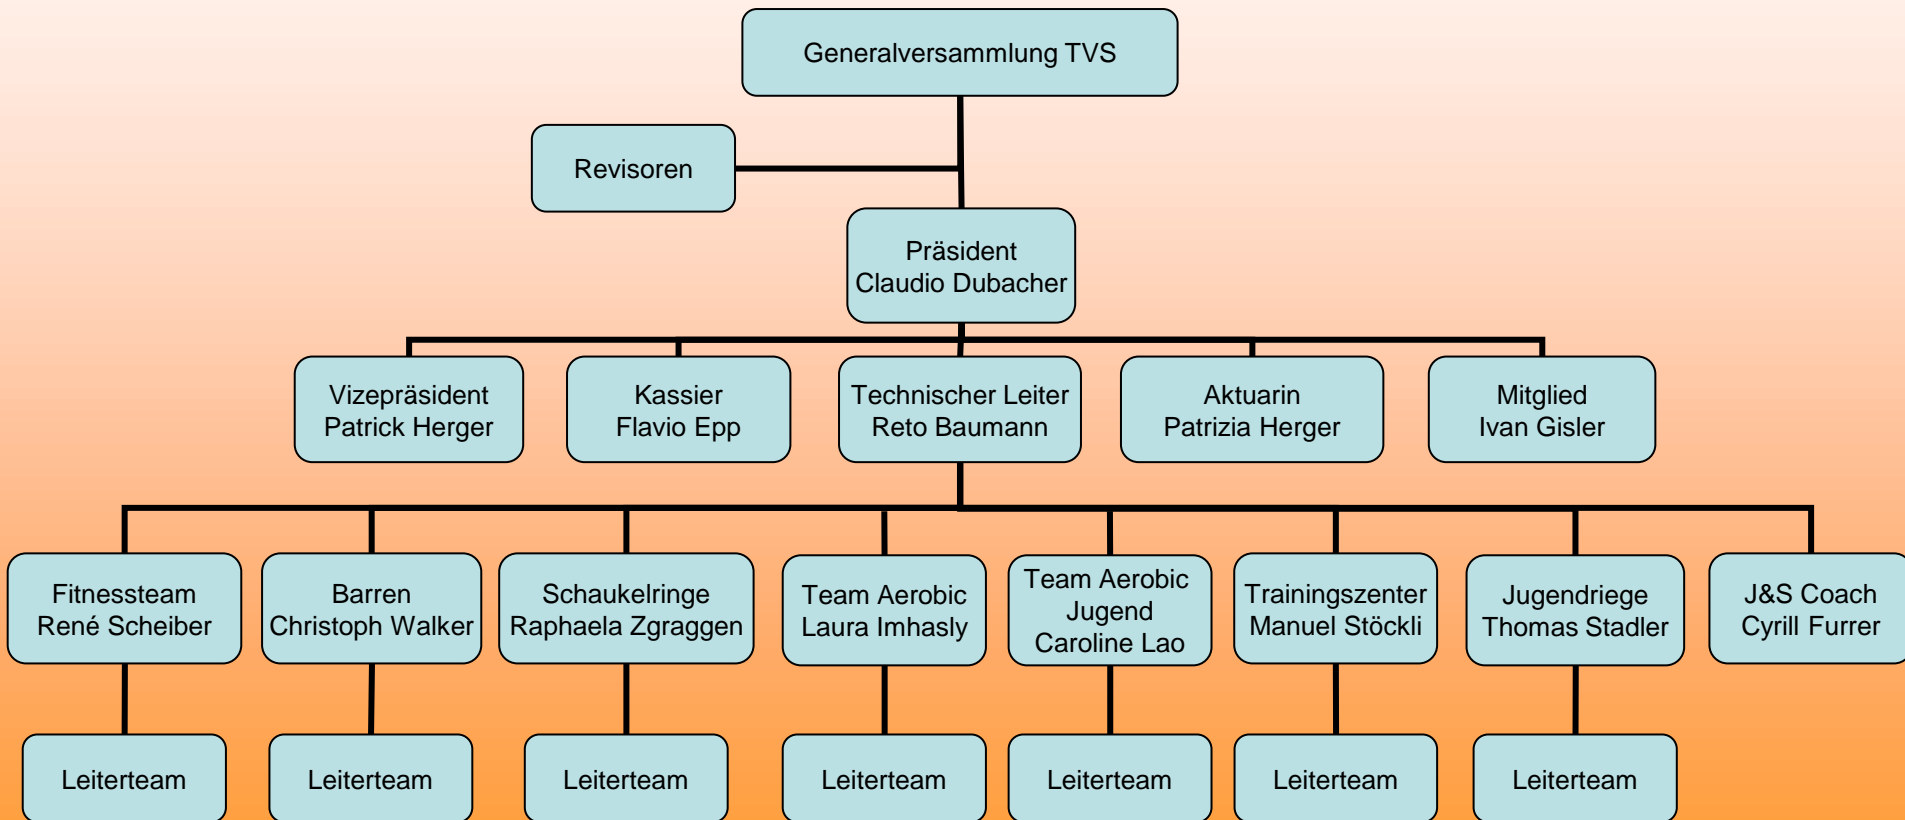 Generalversammlung TVS
Revisoren
Präsident
Claudio Dubacher
Vizepräsident
Patrick Herger
Kassier
Flavio Epp
Technischer Leiter
Reto Baumann
Aktuarin
Patrizia Herger
Mitglied
Ivan Gisler
Fitnessteam
René Scheiber
Barren
Christoph Walker
Schaukelringe
Raphaela Zgraggen
Team Aerobic
Laura Imhasly
Team Aerobic
Jugend
Caroline Lao
Trainingszenter
Manuel Stöckli
Jugendriege
Thomas Stadler
J&S Coach
Cyrill Furrer
Leiterteam
Leiterteam
Leiterteam
Leiterteam
Leiterteam
Leiterteam
Leiterteam